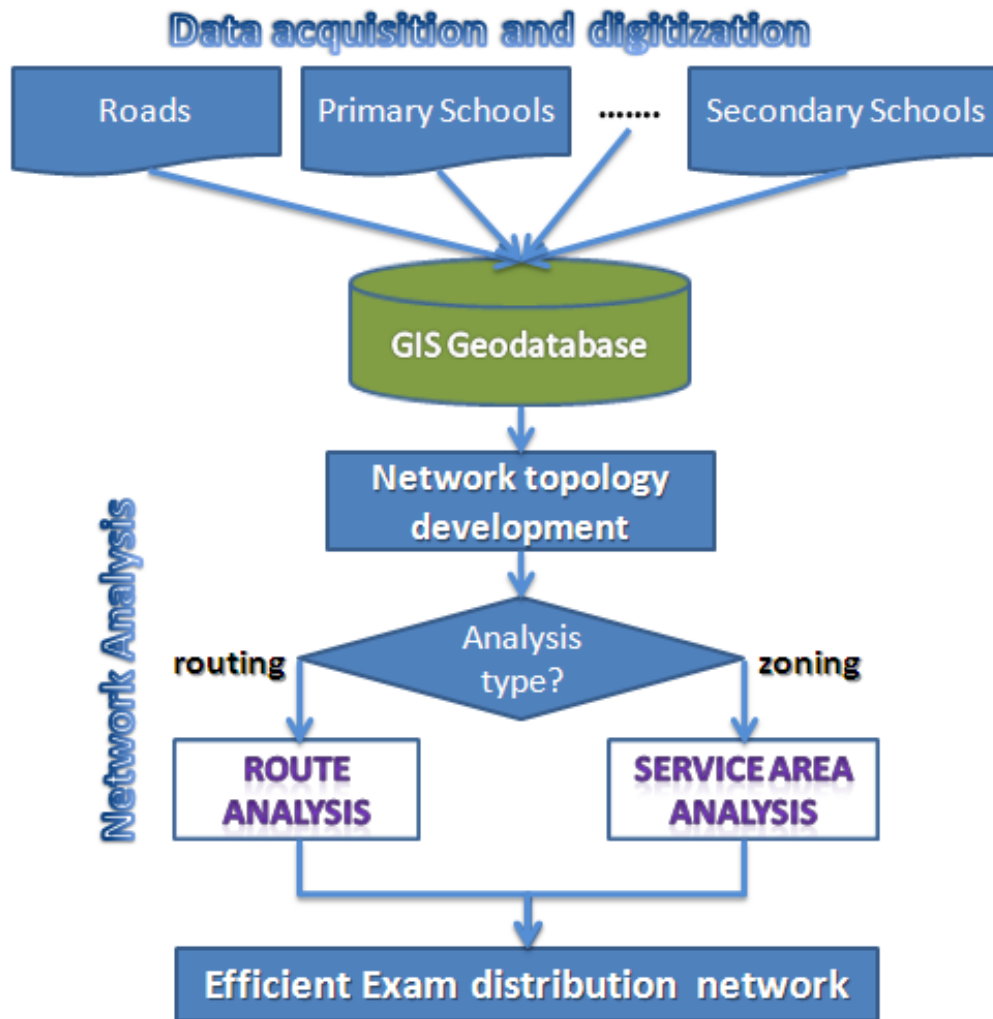 Data acquisition and digitization
Roads
Primary Schools
.......
Secondary Schools
GIS Geodatabase
Network topology
development
Network Analysis
Analysis
type?
routing
zoning
ROUTE
ANALYSIS
SERVICE AREA
ANALYSIS
Efficient Exam distribution network